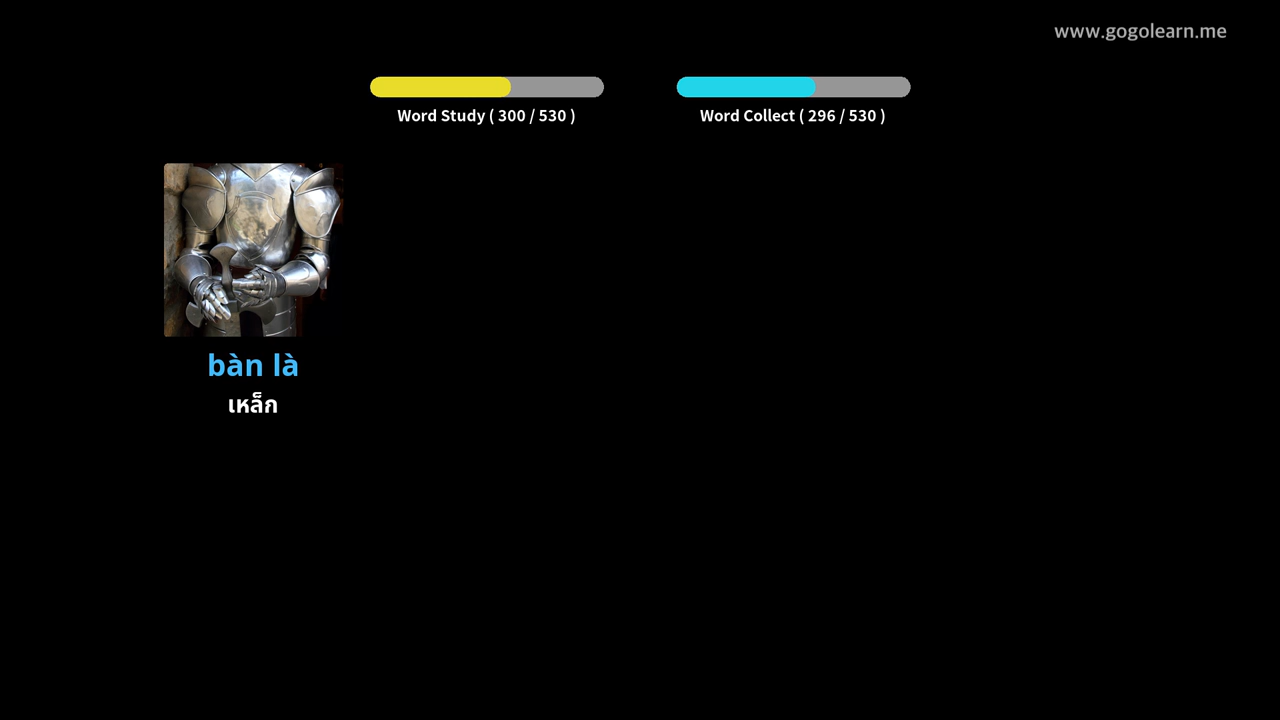 www.gogolearn.me
Word Study ( 300 / 530 )
Word Collect ( 296 / 530 )
bàn là
เหล็ก